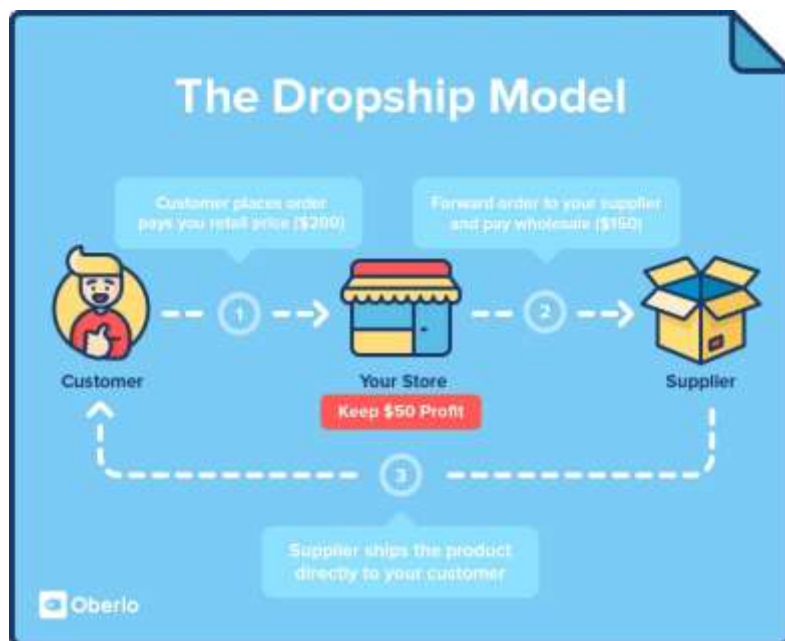 The Dropship Model
Customer places order
pays you retail price ($200)
Forward order to your supplier
and pay wholesale ($150)
1
2
Customer
Your Store
Supplier
Keep $50 Profit
3
Supplier ships the product
directly to your customer
Oberlo